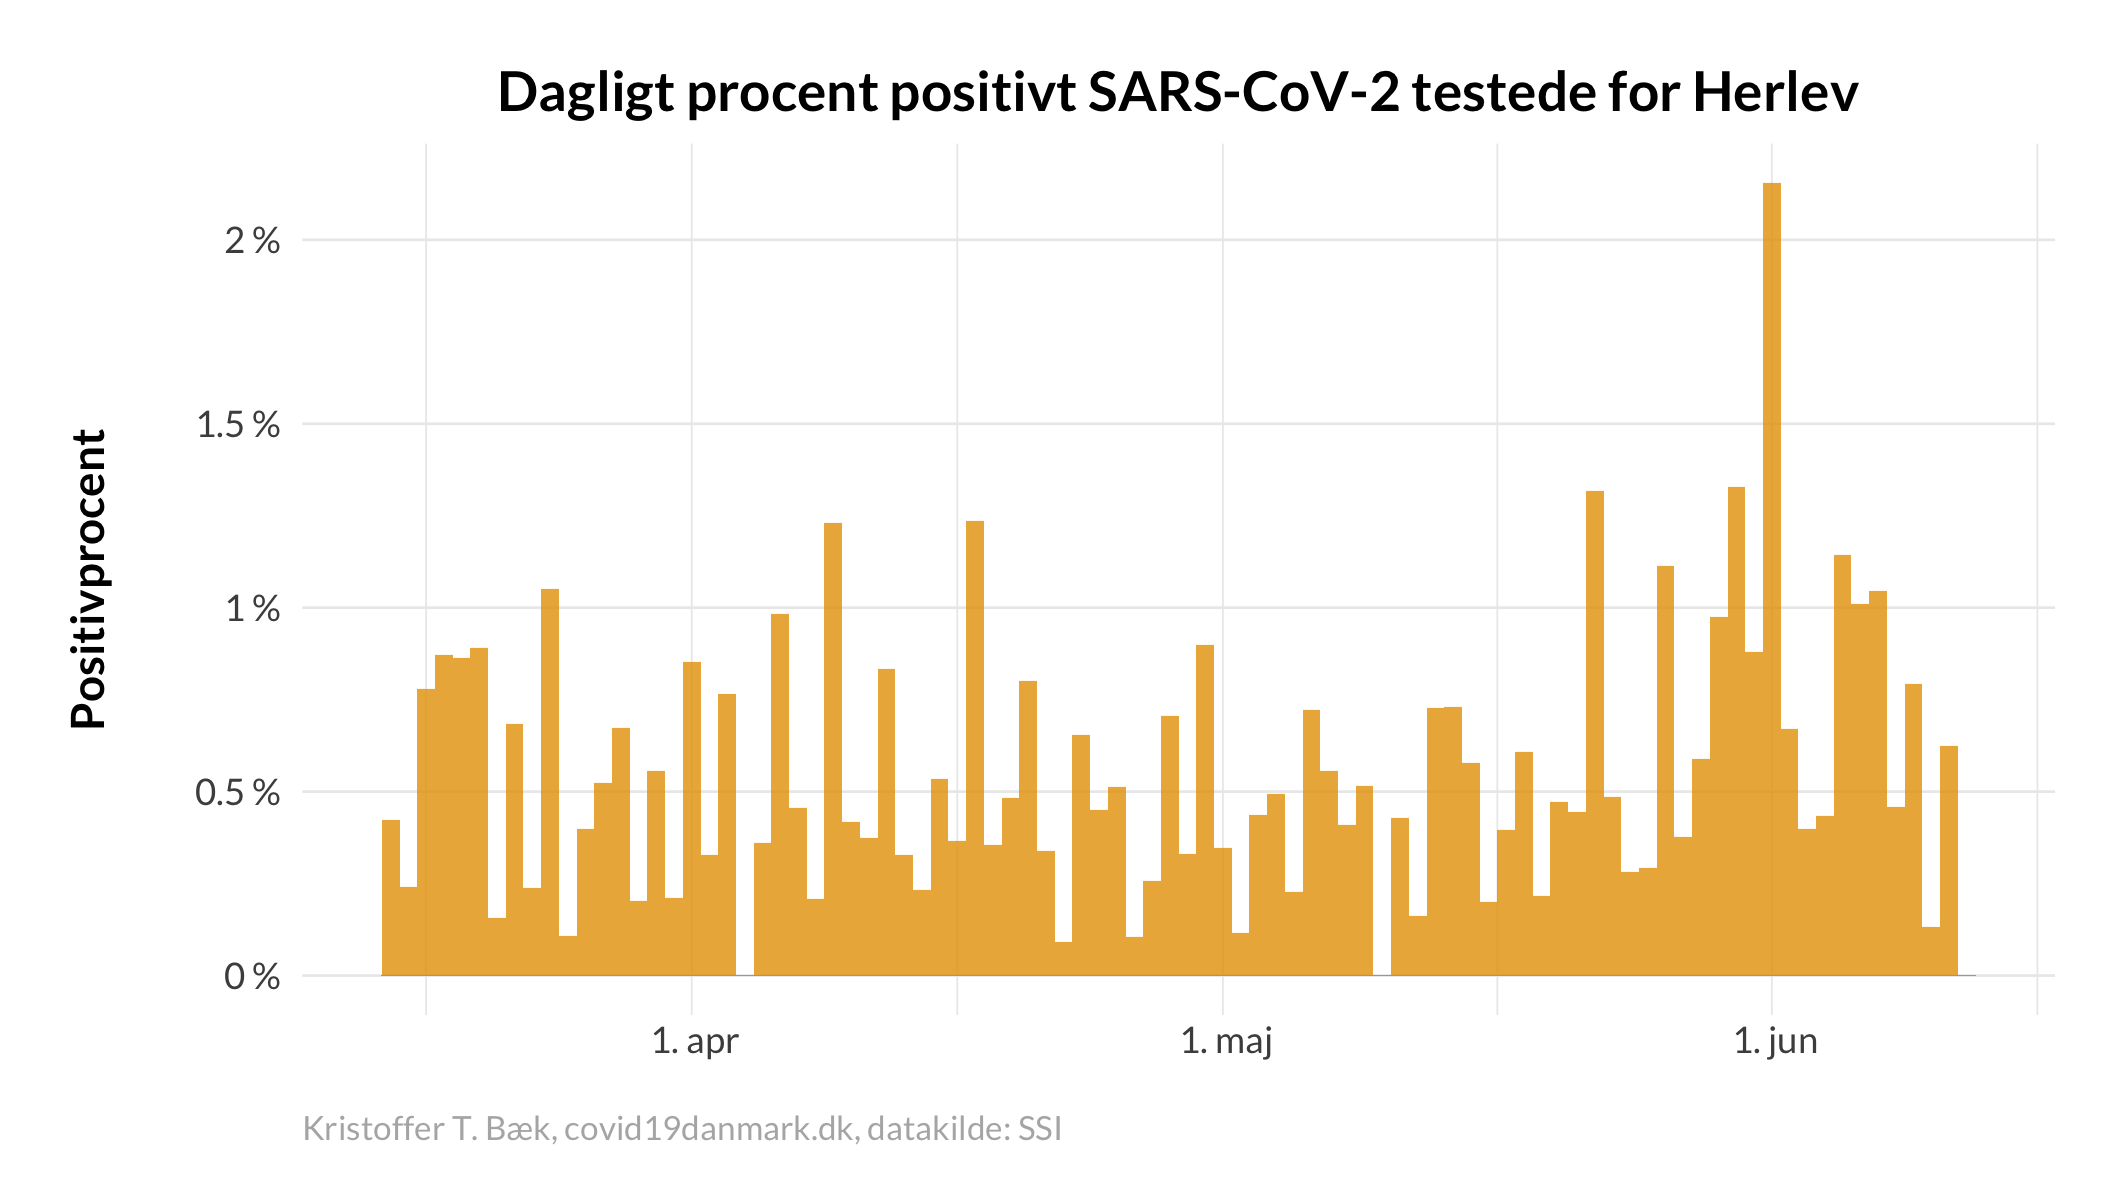 Dagligt procent positivt SARS-CoV-2 testede for Herlev
Positivprocent
2 %
1.5 %
1 %
0.5 %
0 %
1. apr
1. maj
1. jun
Kristoffer T. Bæk, covid19danmark.dk, datakilde: SSI